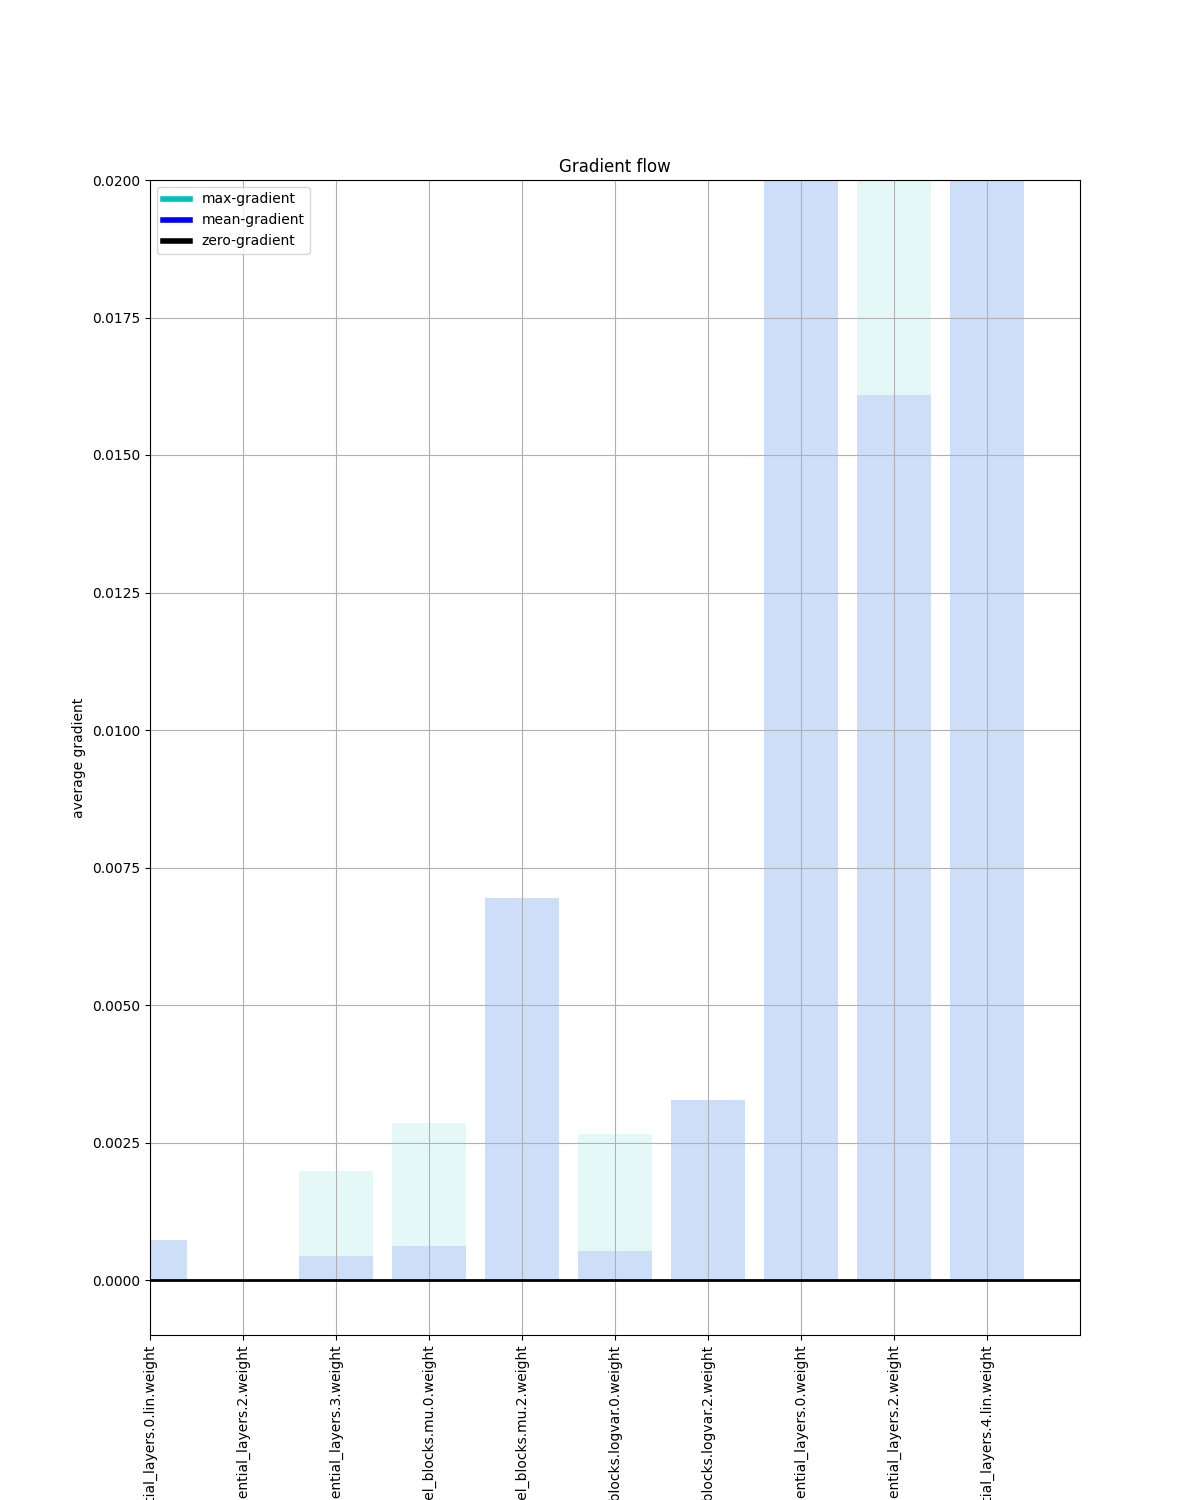 Gradient flow
max-gradient
mean-gradient
zero-gradient
average gradient
0.0200
0.0175
0.0150
0.0125
0.0100
0.0075
0.0050
0.0025
0.0000
tial_layers.0.lin.weight
ential_layers.2.weight
ential_layers.3.weight
el_blocks.mu.0.weight
el_blocks.mu.2.weight
blocks.logvar.0.weight
blocks.logvar.2.weight
ential_layers.0.weight
ential_layers.2.weight
tial_layers.4.lin.weight